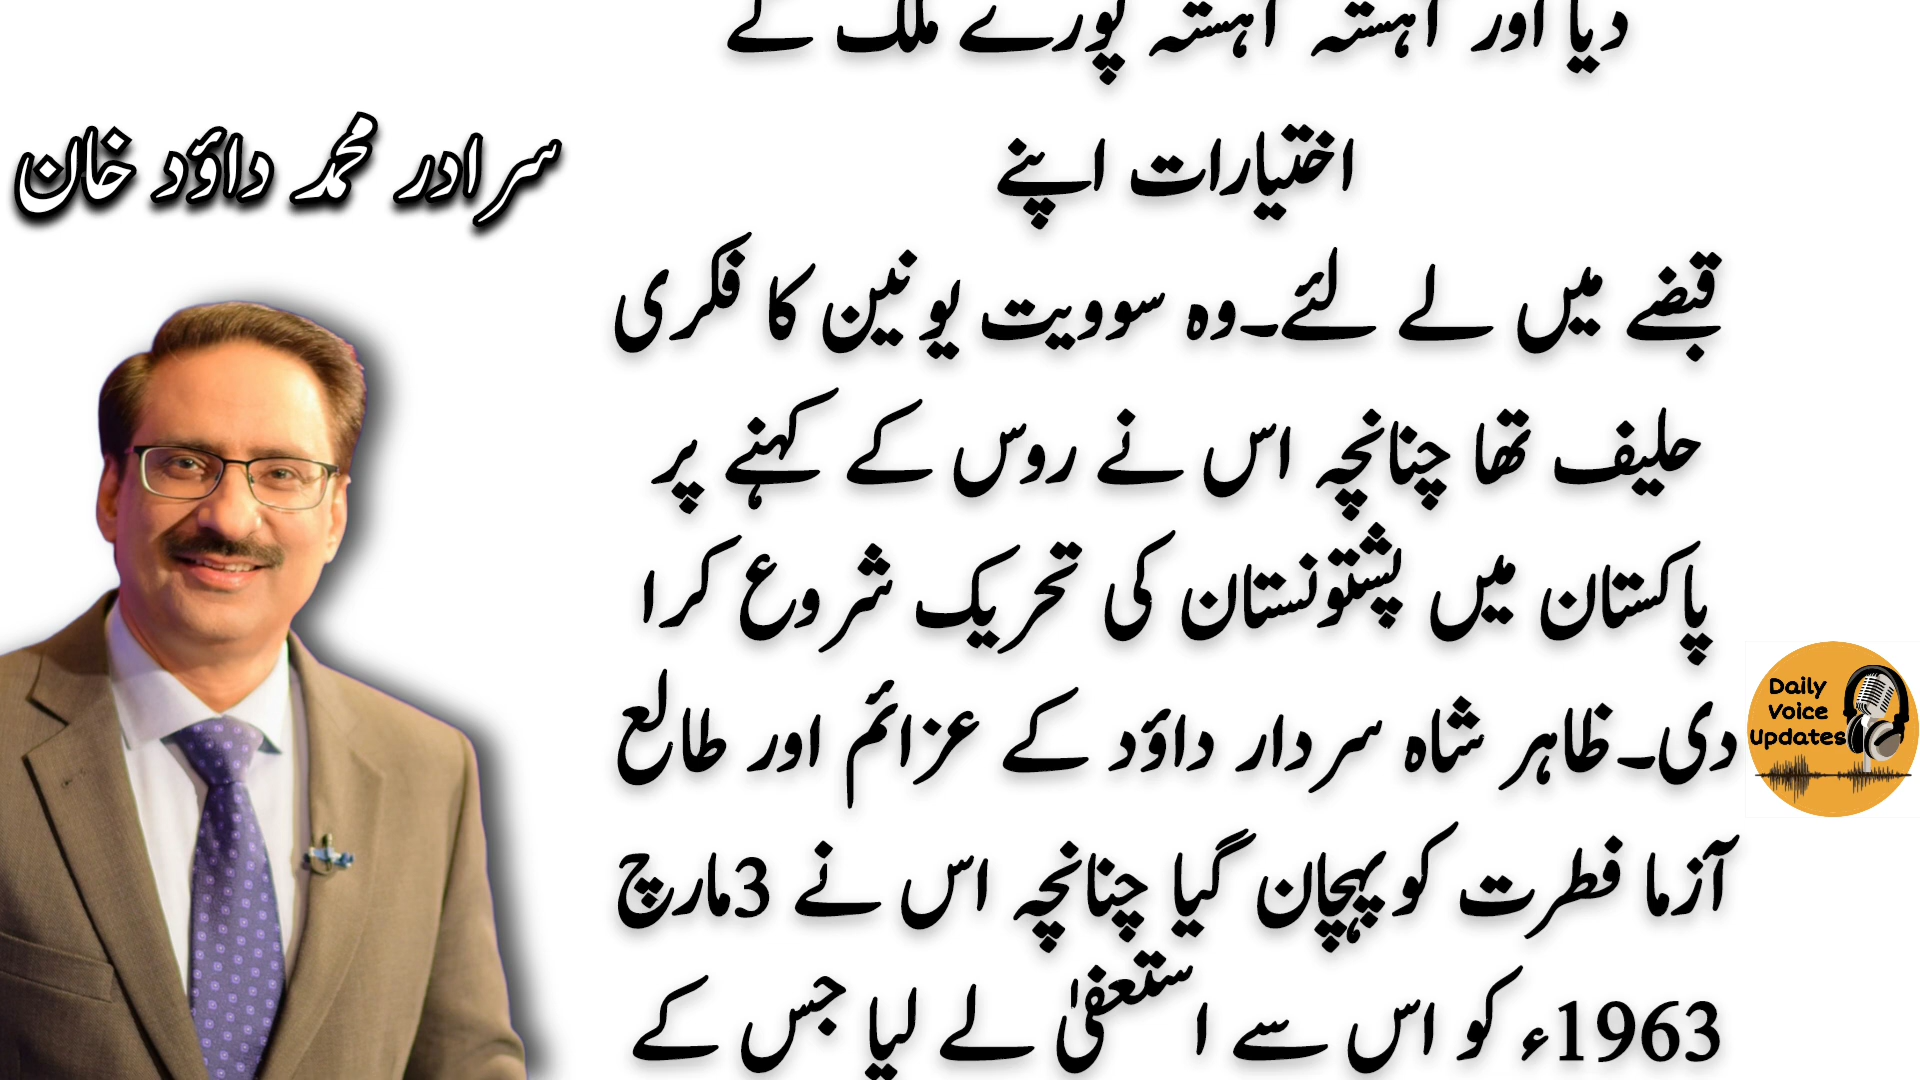 سرادر محمد داؤد خان
دیا اور آہستہ آہستہ پورے ملک کے
اختیارات اپنے
قبضے میں لے لئے۔وہ سوویت یونین کا فکری
حلیف تھا چنانچہ اس نے روس کے کہنے پر
پاکستان میں پشتونستان کی تحریک شروع کرا
دی۔ظاہر شاہ سردار داؤد کے عزائم اور طالع
آزما فطرت کو پہچان گیا چنانچہ اس نے 3مارچ
1963ء کو اس سے استعفیٰ لے لیا جس کے
Daily
Voice
Updates